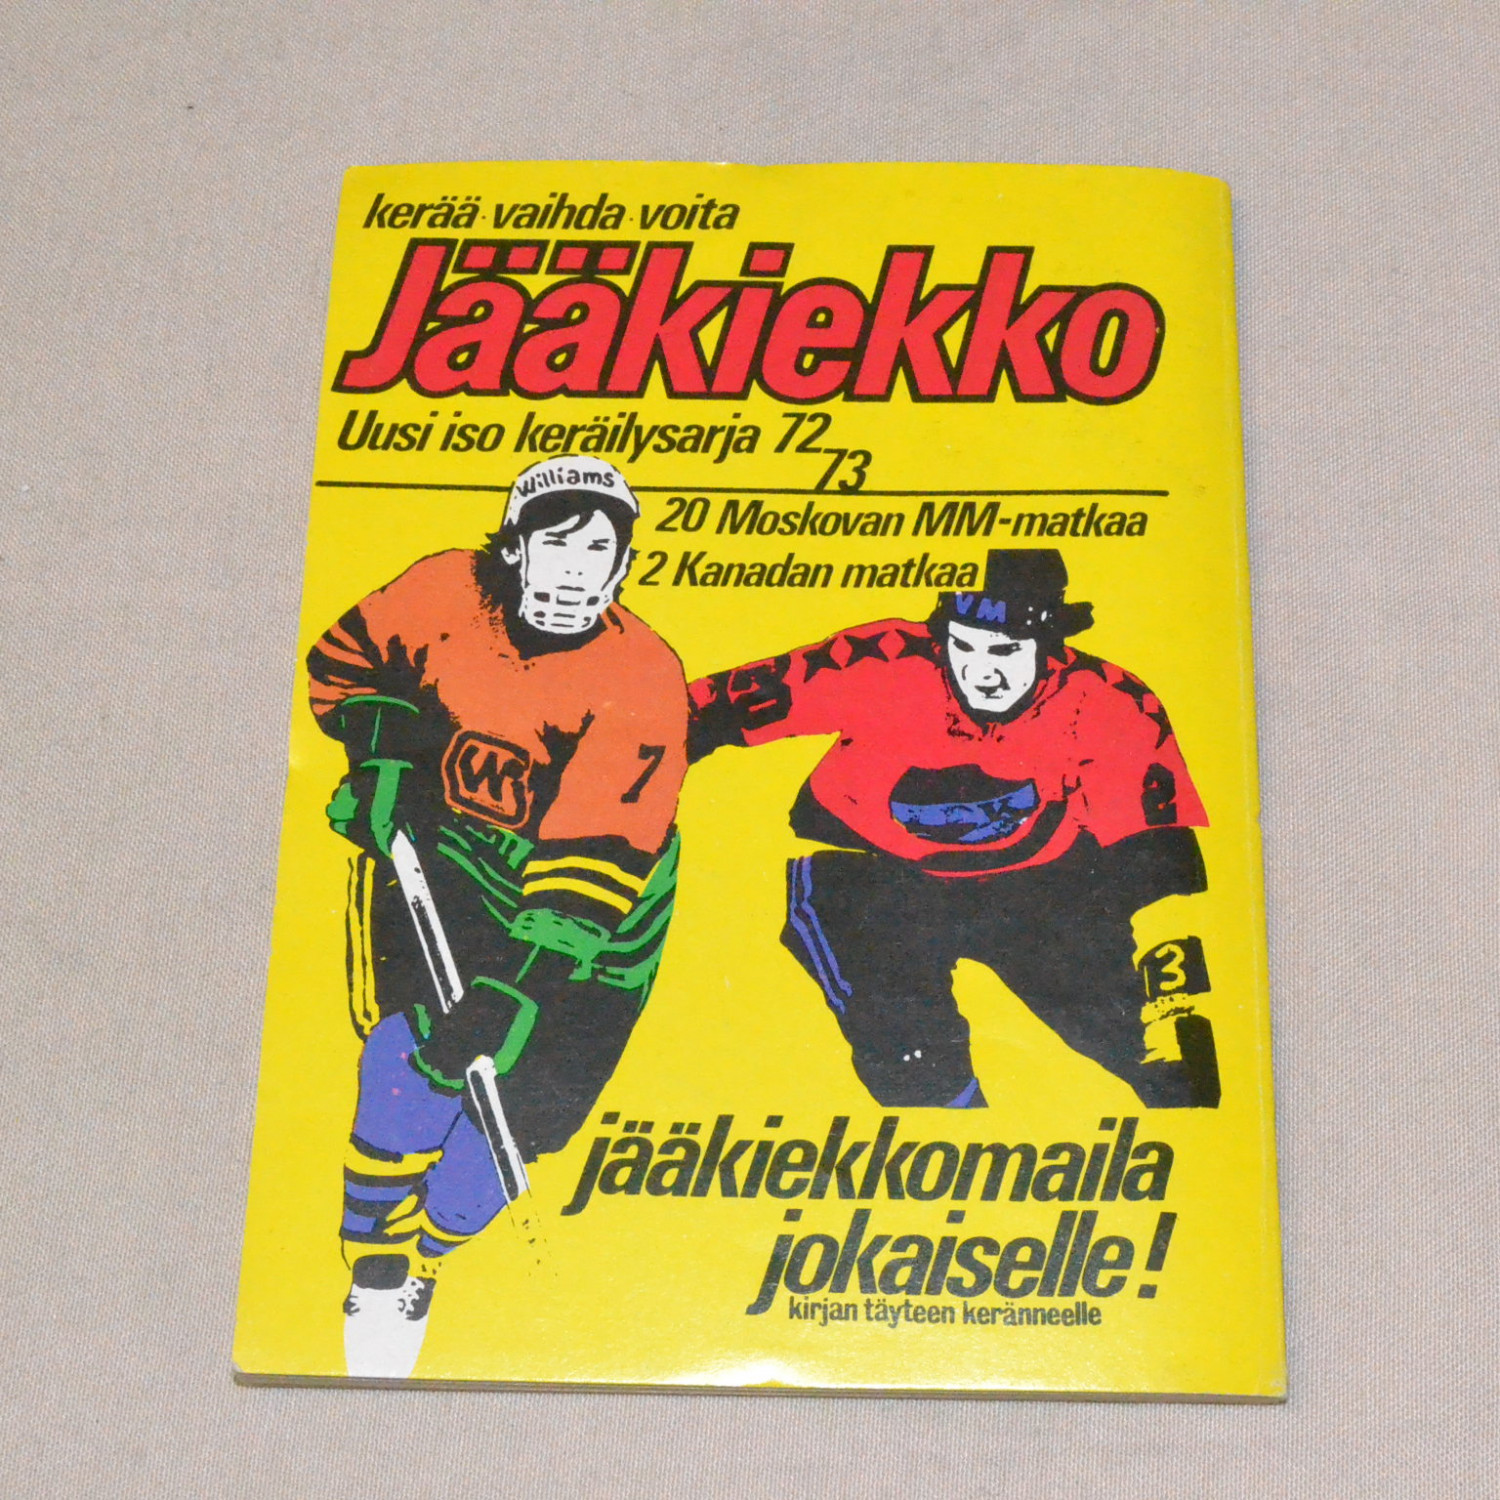 kerää · vaihda · voita
Jääkiekko
Uusi iso keräilysarja 72
73
Williams
20 Moskovan MM-matkaa
2 Kanadan matkaa
VM
7
2
3
jääkiekkomaila
jokaiselle!
kirjan täyteen keränneelle